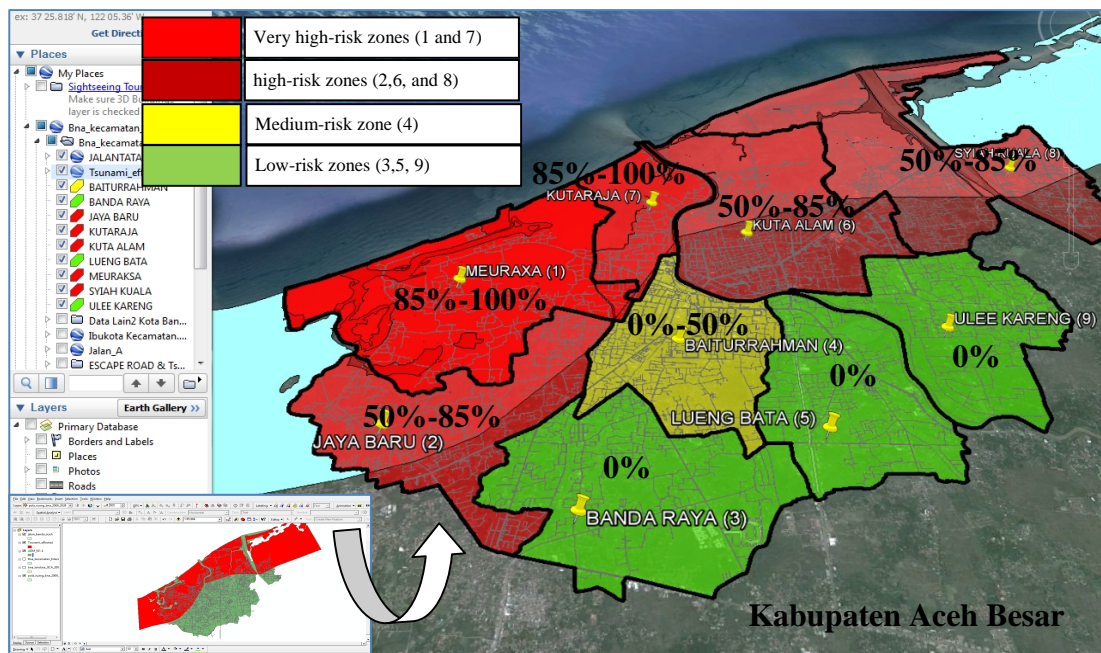 ex: 37 25.818' N, 122 05.36' W
Get Direct
Places
My Places
Sightseeing Tour
Make sure 3D Buildings
layer is checked
Bna_kecamatan_
Bna_kecamata
JALANTATA
Tsunami_eff
BAITURRAHMAN
BANDA RAYA
JAYA BARU
KUTARAJA
KUTA ALAM
LUENG BATA
MEURAKSA
SYIAH KUALA
ULEE KARENG
Data Lain2 Kota Ban...
Ibukota Kecamatan....
Jalan_A
ESCAPE ROAD & Ts...
Layers
Earth Gallery >>
Primary Database
Borders and Labels
Places
Photos
Roads
Very high-risk zones (1 and 7)
high-risk zones (2,6, and 8)
Medium-risk zone (4)
Low-risk zones (3,5, 9)
85%-100%
KUTARAJA (7)
50%-85%
SYIAH KUALA (8)
50%-85%
KUTA ALAM (6)
MEURAXA (1)
85%-100%
0%-50%
BAITURRAHMAN (4)
ULEE KARENG (9)
0%
0%
50%-85%
JAYA BARU (2)
LUENG BATA (5)
0%
BANDA RAYA (3)
Kabupaten Aceh Besar